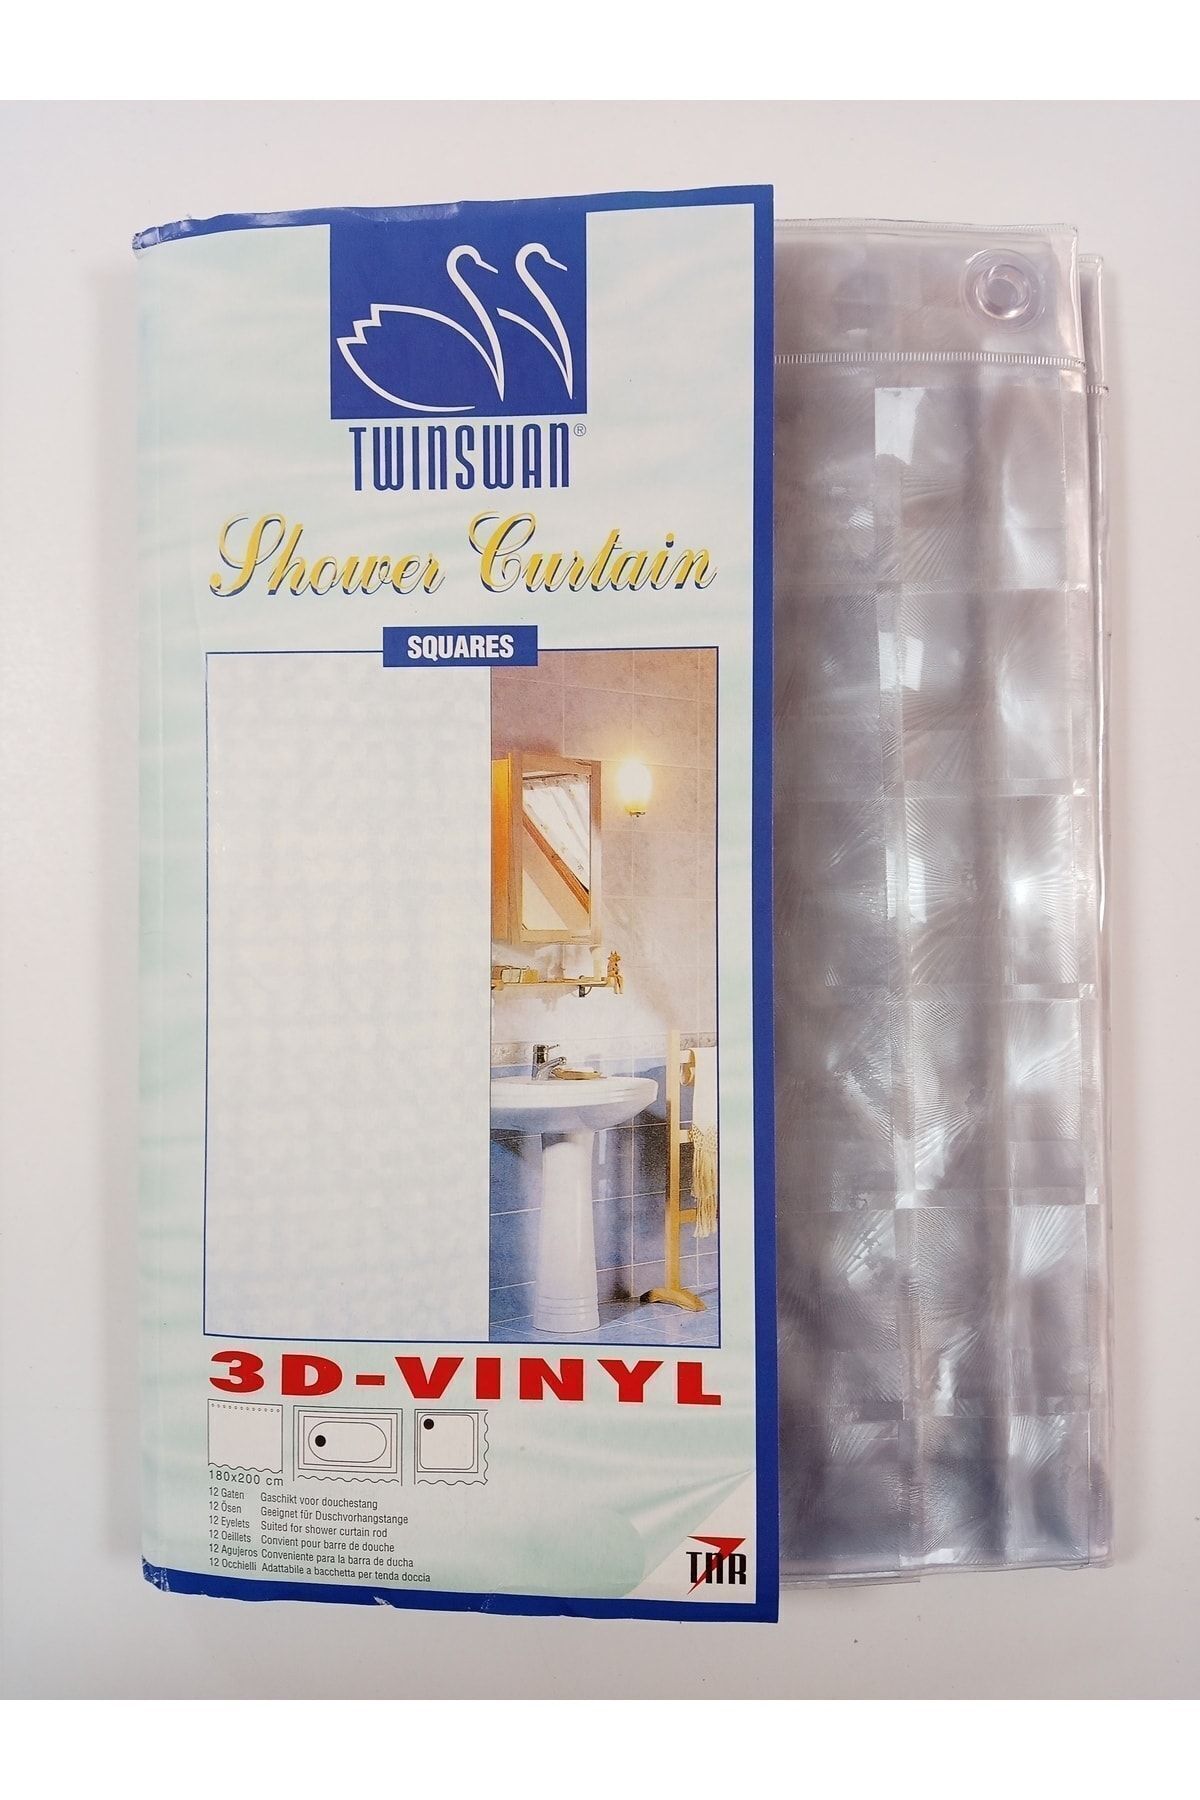 TWINSWAN®
Shower Curtain
SQUARES
3D-VINYL
180x200 cm
12 Gaten Gaschikt voor douchestang
12 Ösen Geeignet für Duschvorhangstange
12 Eyelets Suited for shower curtain rod
12 Oeillets Convient pour barre de douche
12 Agujeros Conveniente para la barra de ducha
12 Occhielli Adattabile a bacchetta per tenda doccia
TNR